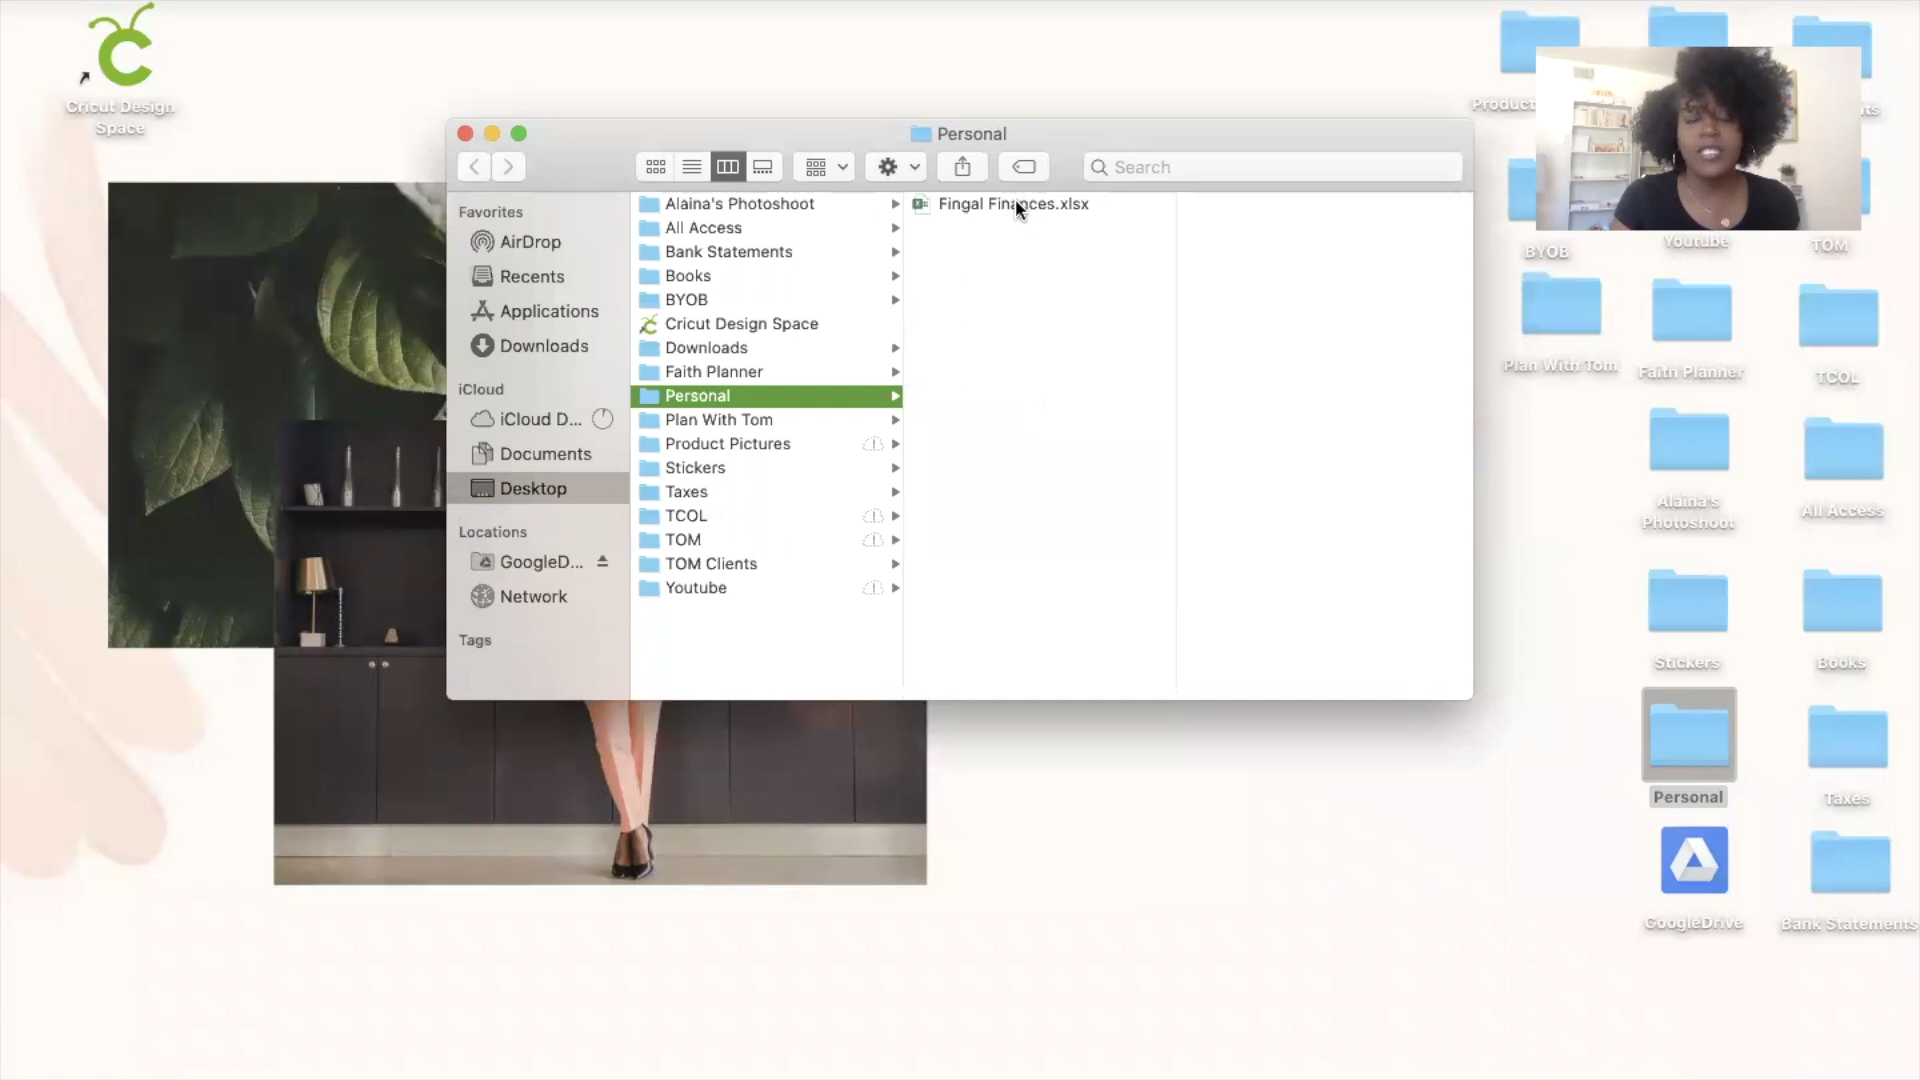 Cricut Design
Space
Personal
Search
Favorites
AirDrop
Recents
Applications
Downloads
iCloud
iCloud D...
Documents
Desktop
Locations
GoogleD...
Network
Tags
Alaina's Photoshoot
All Access
Bank Statements
Books
BYOB
Cricut Design Space
Downloads
Faith Planner
Personal
Plan With Tom
Product Pictures
Stickers
Taxes
TCOL
TOM
TOM Clients
Youtube
Fingal Finances.xlsx
BYOB
Youtube
TOM
Plan With Tom
Faith Planner
TCOL
Alaina's
Photoshoot
All Access
Stickers
Books
Personal
Taxes
GoogleDrive
Bank Statements